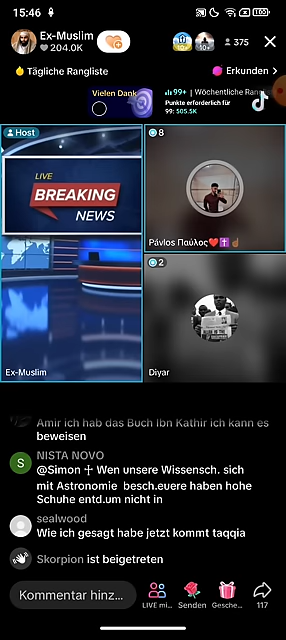 15:46
100
Ex-Muslim
204.0K
10+
10+
375
Tägliche Rangliste
Erkunden
Vielen Dank
99+ | Wöchentliche Rang
Punkte erforderlich für
99: 505.5K
Host
LIVE
BREAKING
NEWS
Ex-Muslim
8
Pávlos Παύλος
2
Diyar
Amir ich hab das Buch Ibn Kathir ich kann es
beweisen
S
NISTA NOVO
@Simon ☥ Wen unsere Wissensch. sich
mit Astronomie besch.euere haben hohe
Schuhe entd.um nicht in
sealwood
Wie ich gesagt habe jetzt kommt taqqia
Skorpion ist beigetreten
Kommentar hinz...
LIVE mi...
Senden
Gesche...
117